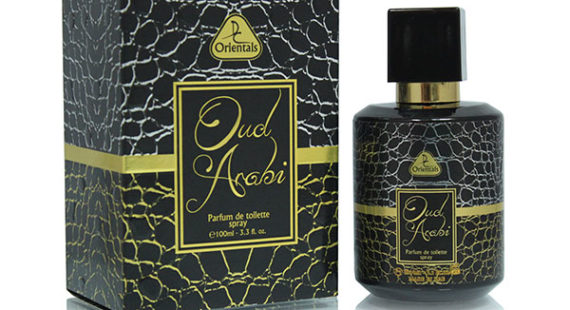 Orientals
Oud
Arabi
Parfum de toilette
spray
℮100ml - 3.3 fl. oz.
Orientals
Oud
Arabi
Parfum de toilette
spray